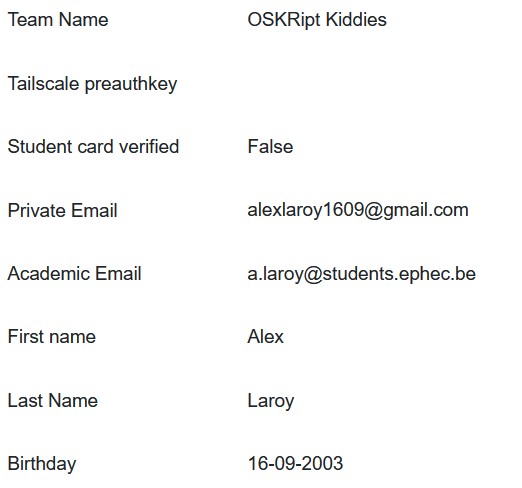 Team Name OSKRipt Kiddies
Tailscale preauthkey
Student card verified False
Private Email alexlaroy1609@gmail.com
Academic Email a.laroy@students.ephec.be
First name Alex
Last Name Laroy
Birthday 16-09-2003